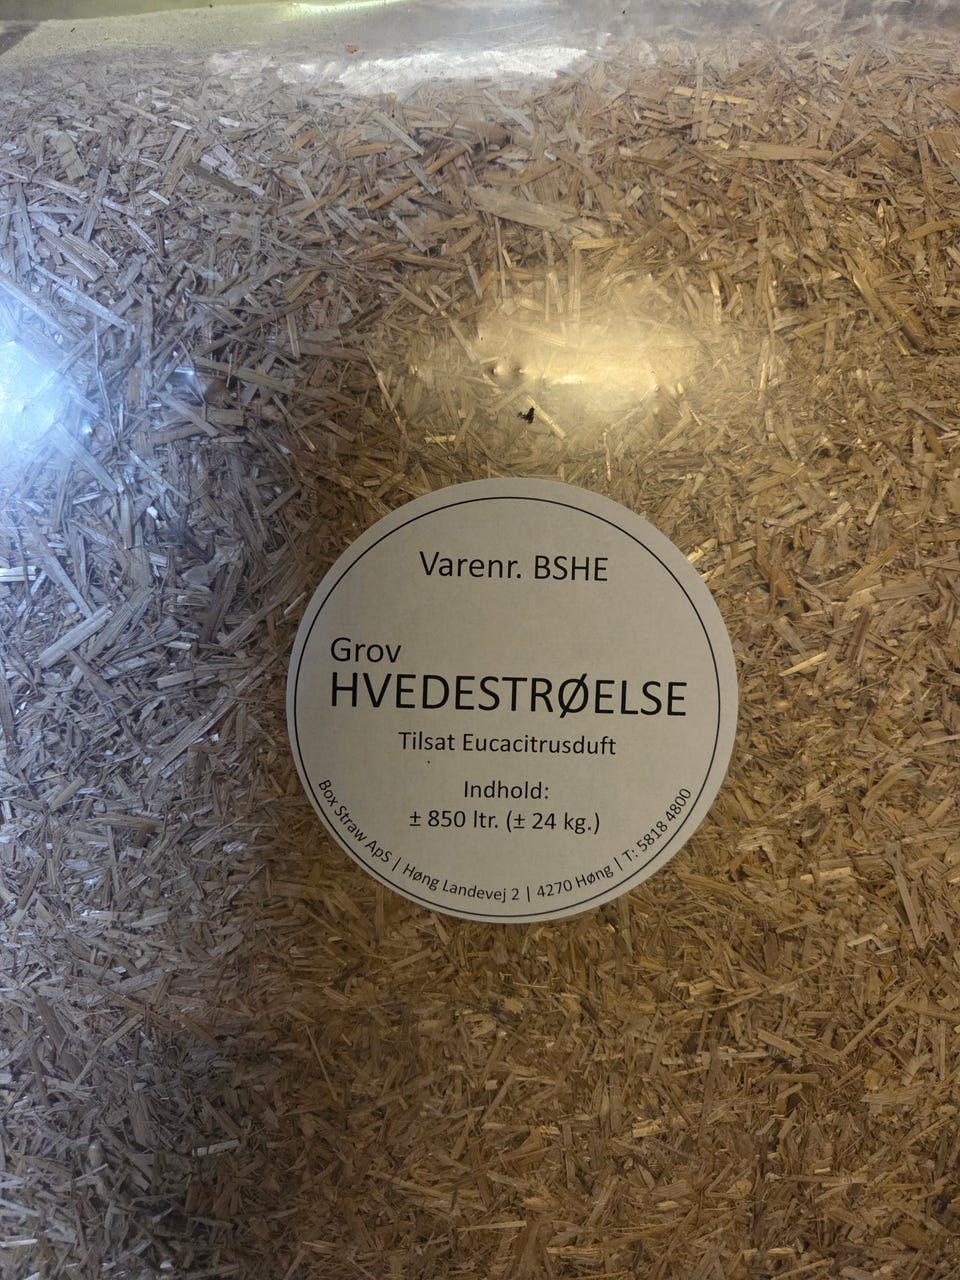 Varenr. BSHE
Grov
HVEDESTRØELSE
Tilsat Eucacitrusduft
Indhold:
± 850 ltr. (± 24 kg.)
Box Straw ApS | Høng Landevej 2 | 4270 Høng | T: 5818 4800